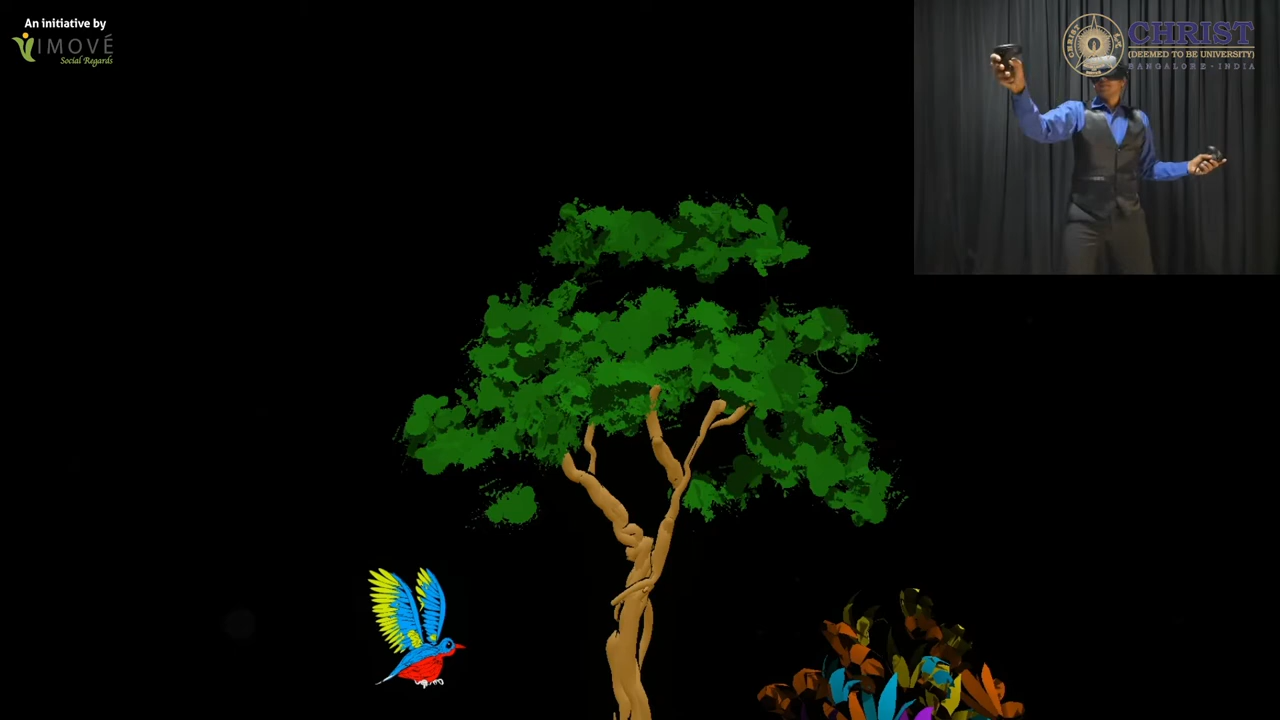 An initiative by
IMOVÉ
Social Regards
CHRIST
(DEEMED TO BE UNIVERSITY)
BANGALORE · INDIA